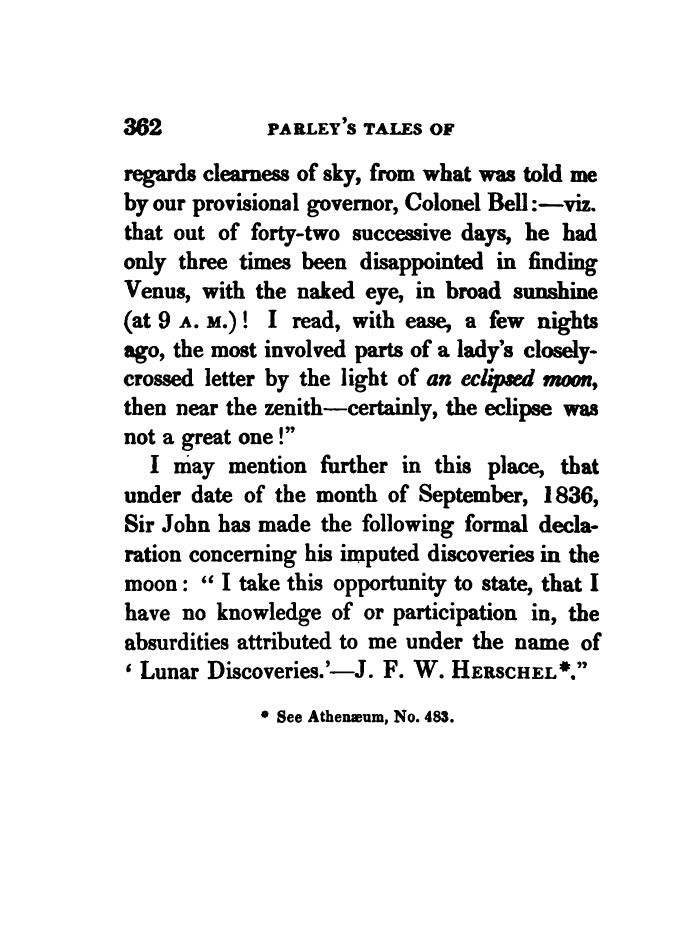 362 PARLEY'S TALES OF
regards clearness of sky, from what was told me
by our provisional governor, Colonel Bell:—viz.
that out of forty-two successive days, he had
only three times been disappointed in finding
Venus, with the naked eye, in broad sunshine
(at 9 A. M.)! I read, with ease, a few nights
ago, the most involved parts of a lady's closely-
crossed letter by the light of an eclipsed moon,
then near the zenith—certainly, the eclipse was
not a great one!”
I may mention further in this place, that
under date of the month of September, 1836,
Sir John has made the following formal decla-
ration concerning his imputed discoveries in the
moon: “ I take this opportunity to state, that I
have no knowledge of or participation in, the
absurdities attributed to me under the name of
‘ Lunar Discoveries.’—J. F. W. HERSCHEL*.”
* See Athenæum, No. 483.